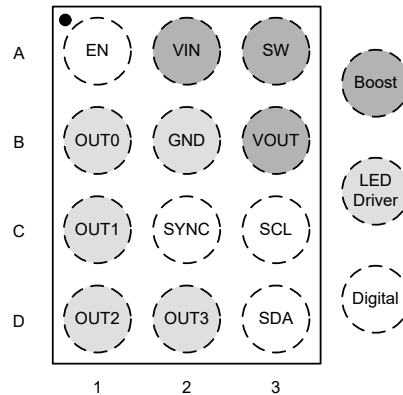 A
EN
VIN
SW
Boost
B
OUT0
GND
VOUT
LED
Driver
C
OUT1
SYNC
SCL
Digital
D
OUT2
OUT3
SDA
1
2
3